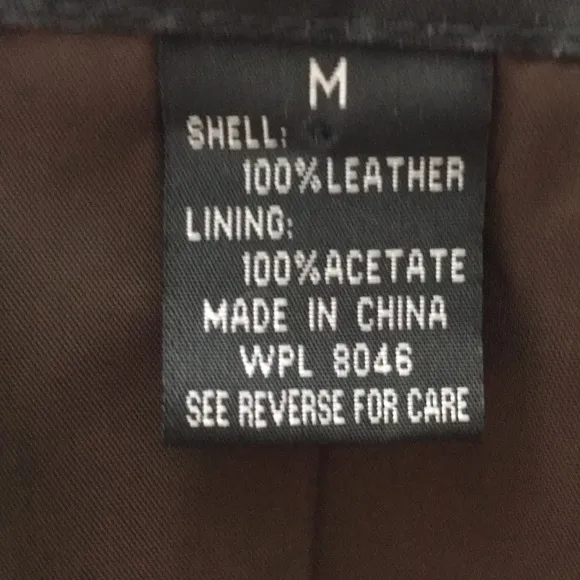 M
SHELL:
100%LEATHER
LINING:
100%ACETATE
MADE IN CHINA
WPL 8046
SEE REVERSE FOR CARE